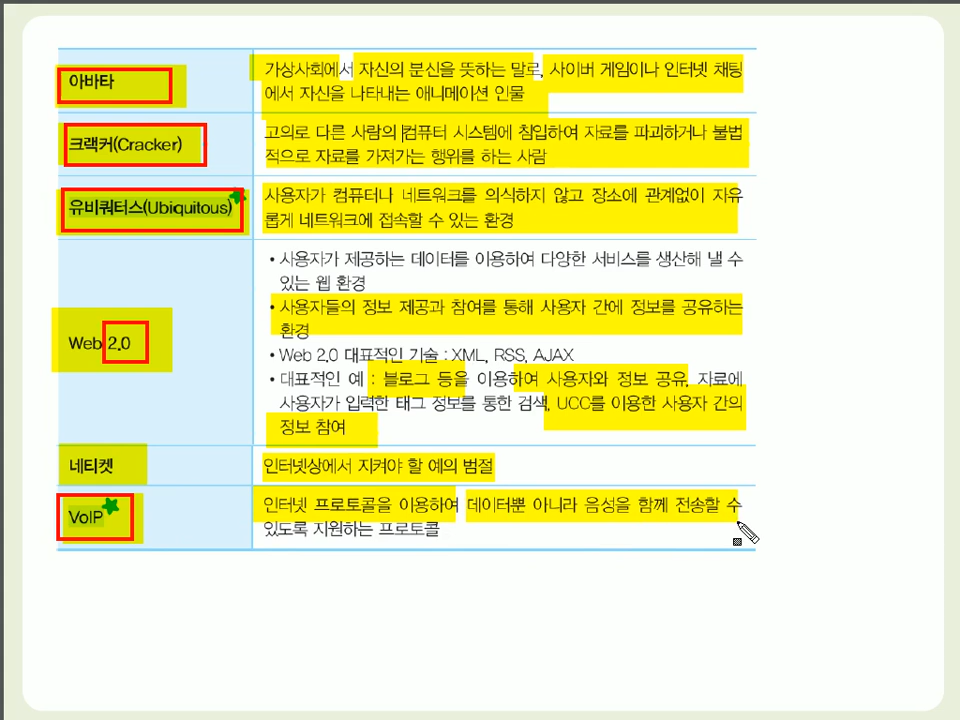 아바타
가상사회에서 자신의 분신을 뜻하는 말로, 사이버 게임이나 인터넷 채팅
에서 자신을 나타내는 애니메이션 인물
크랙커(Cracker)
고의로 다른 사람의 컴퓨터 시스템에 침입하여 자료를 파괴하거나 불법
적으로 자료를 가져가는 행위를 하는 사람
유비쿼터스(Ubiquitous)
사용자가 컴퓨터나 네트워크를 의식하지 않고 장소에 관계없이 자유
롭게 네트워크에 접속할 수 있는 환경
Web 2.0
• 사용자가 제공하는 데이터를 이용하여 다양한 서비스를 생산해 낼 수
있는 웹 환경
• 사용자들의 정보 제공과 참여를 통해 사용자 간에 정보를 공유하는
환경
• Web 2.0 대표적인 기술 : XML, RSS, AJAX
• 대표적인 예 : 블로그 등을 이용하여 사용자와 정보 공유, 자료에
사용자가 입력한 태그 정보를 통한 검색, UCC를 이용한 사용자 간의
정보 참여
네티켓
인터넷상에서 지켜야 할 예의 범절
VoIP
인터넷 프로토콜을 이용하여 데이터뿐 아니라 음성을 함께 전송할 수
있도록 지원하는 프로토콜